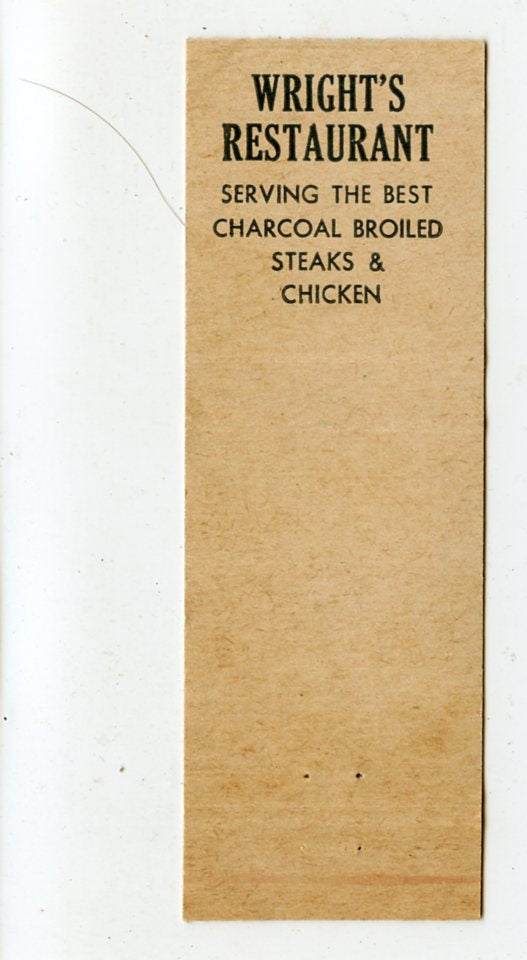 WRIGHT'S
RESTAURANT
SERVING THE BEST
CHARCOAL BROILED
STEAKS &
CHICKEN